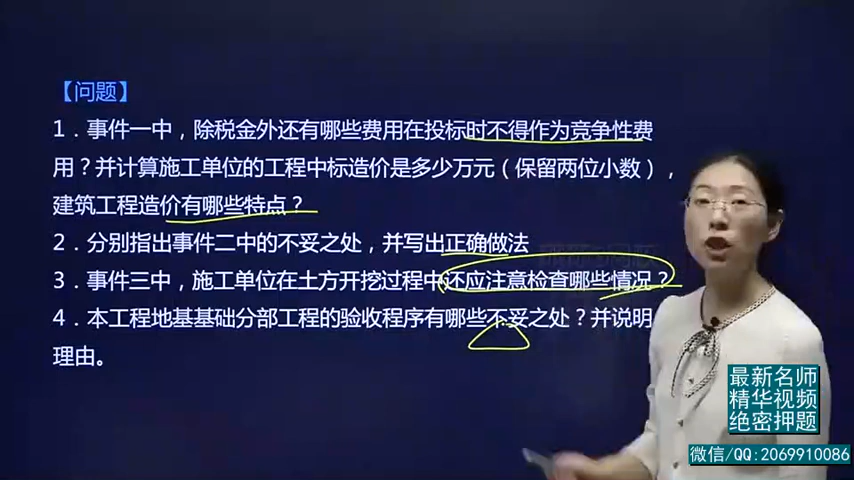 【问题】
1．事件一中，除税金外还有哪些费用在投标时不得作为竞争性费
用？并计算施工单位的工程中标造价是多少万元（保留两位小数），
建筑工程造价有哪些特点？
2．分别指出事件二中的不妥之处，并写出正确做法
3．事件三中，施工单位在土方开挖过程中还应注意检查哪些情况？
4．本工程地基基础分部工程的验收程序有哪些不妥之处？并说明
理由。
最新名师
精华视频
绝密押题
微信/QQ:2069910086